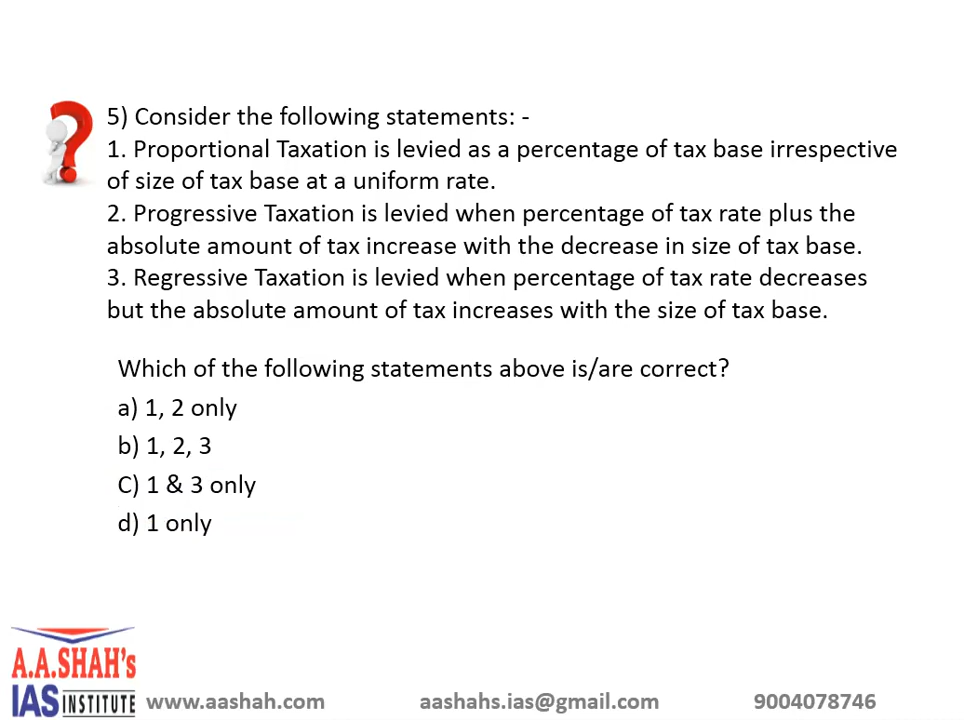 5) Consider the following statements: -
1. Proportional Taxation is levied as a percentage of tax base irrespective
of size of tax base at a uniform rate.
2. Progressive Taxation is levied when percentage of tax rate plus the
absolute amount of tax increase with the decrease in size of tax base.
3. Regressive Taxation is levied when percentage of tax rate decreases
but the absolute amount of tax increases with the size of tax base.
Which of the following statements above is/are correct?
a) 1, 2 only
b) 1, 2, 3
C) 1 & 3 only
d) 1 only
A.A.SHAH's
IAS INSTITUTE
www.aashah.com aashahs.ias@gmail.com 9004078746